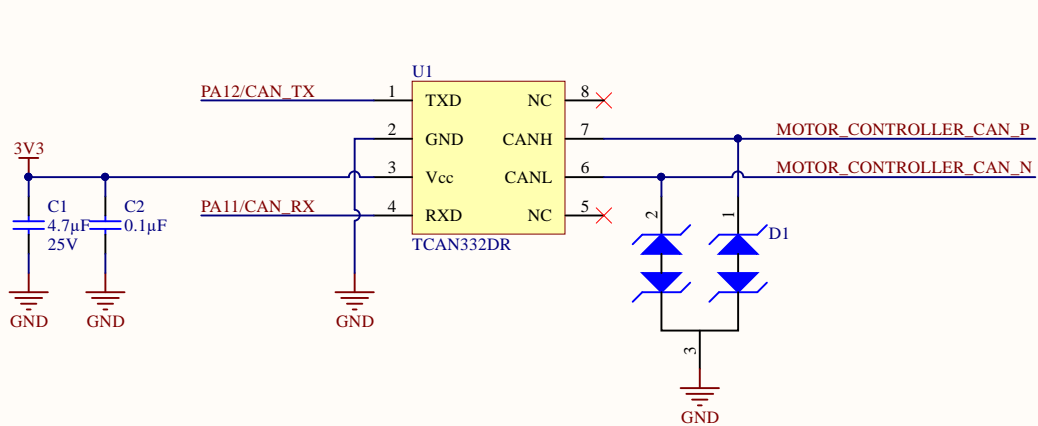 U1
PA12/CAN_TX
1
TXD
NC
8
2
GND
CANH
7
MOTOR_CONTROLLER_CAN_P
3V3
3
Vcc
CANL
6
MOTOR_CONTROLLER_CAN_N
C1
4.7µF
25V
C2
0.1µF
PA11/CAN_RX
4
RXD
NC
5
TCAN332DR
2
1
D1
GND
GND
GND
3
GND